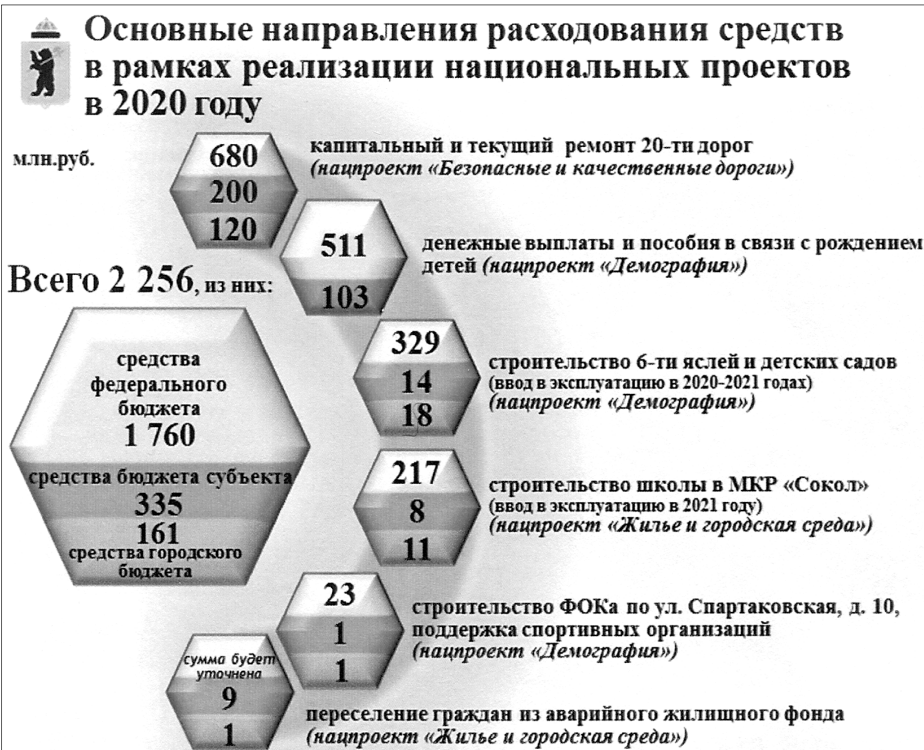 Основные направления расходования средств
в рамках реализации национальных проектов
в 2020 году
млн.руб.
680
200
120
капитальный и текущий ремонт 20-ти дорог
(нацпроект «Безопасные и качественные дороги»)
511
103
денежные выплаты и пособия в связи с рождением
детей (нацпроект «Демография»)
Всего 2 256, из них:
средства
федерального
бюджета
1 760
средства бюджета субъекта
335
161
средства городского
бюджета
329
14
18
строительство 6-ти яслей и детских садов
(ввод в эксплуатацию в 2020-2021 годах)
(нацпроект «Демография»)
217
8
11
строительство школы в МКР «Сокол»
(ввод в эксплуатацию в 2021 году)
(нацпроект «Жилье и городская среда»)
23
1
1
строительство ФОКа по ул. Спартаковская, д. 10,
поддержка спортивных организаций
(нацпроект «Демография»)
сумма будет
уточнена
9
1
переселение граждан из аварийного жилищного фонда
(нацпроект «Жилье и городская среда»)